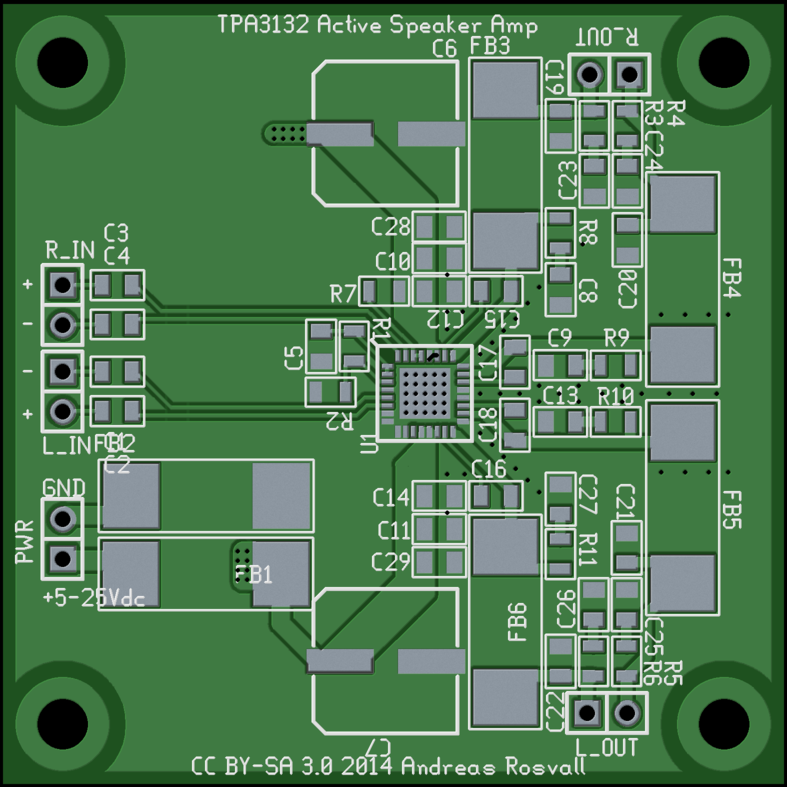 TPA3132 Active Speaker Amp
C6 FB3
R_OUT
C19
R3 R4
C23 C24
C28
R8
C3
R_IN C4
C10
FB4
C20
+
R7
C12 C15
C8
-
R1
C5
C17 C9 R9
-
+
R2
U1
C18 C13 R10
L_IN FB2
C1
C2
C16
GND
C14
C27 C21
FB5
PWR
C11
R11
C29
FB1
+5-25Vdc
FB6
C26
C25
R6 R5
C22
L_OUT
C7
CC BY-SA 3.0 2014 Andreas Rosvall